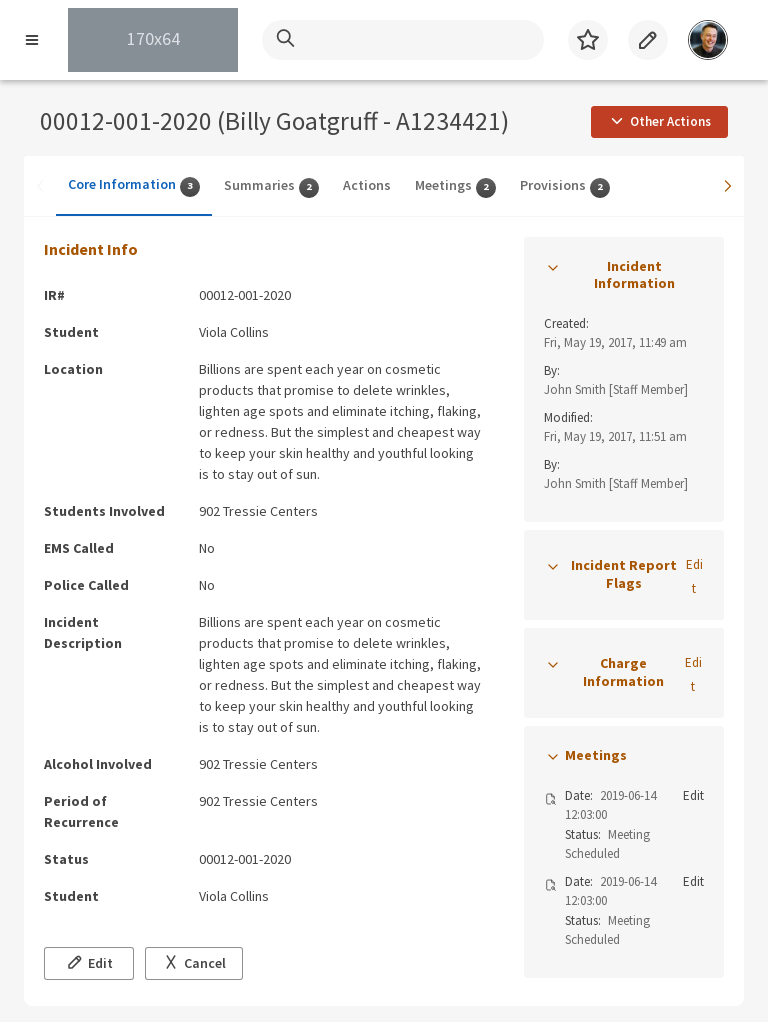 170x64
00012-001-2020 (Billy Goatgruff - A1234421)
Other Actions
Core Information 3
Summaries 2
Actions
Meetings 2
Provisions 2
Incident Info
IR# 00012-001-2020
Student Viola Collins
Location Billions are spent each year on cosmetic
products that promise to delete wrinkles,
lighten age spots and eliminate itching, flaking,
or redness. But the simplest and cheapest way
to keep your skin healthy and youthful looking
is to stay out of sun.
Students Involved 902 Tressie Centers
EMS Called No
Police Called No
Incident Billions are spent each year on cosmetic
Description products that promise to delete wrinkles,
lighten age spots and eliminate itching, flaking,
or redness. But the simplest and cheapest way
to keep your skin healthy and youthful looking
is to stay out of sun.
Alcohol Involved 902 Tressie Centers
Period of 902 Tressie Centers
Recurrence
Status 00012-001-2020
Student Viola Collins
Edit
Cancel
Incident
Information
Created:
Fri, May 19, 2017, 11:49 am
By:
John Smith [Staff Member]
Modified:
Fri, May 19, 2017, 11:51 am
By:
John Smith [Staff Member]
Incident Report Edi
Flags t
Charge Edi
Information t
Meetings
Date: 2019-06-14 Edit
12:03:00
Status: Meeting
Scheduled
Date: 2019-06-14 Edit
12:03:00
Status: Meeting
Scheduled